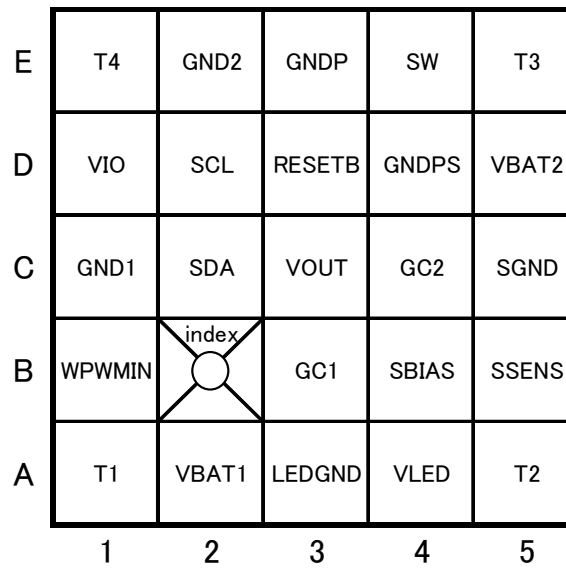 E T4 GND2 GNDP SW T3
D VIO SCL RESETB GNDPS VBAT2
C GND1 SDA VOUT GC2 SGND
index
B WPWMIN GC1 SBIAS SSENS
A T1 VBAT1 LEDGND VLED T2
1 2 3 4 5